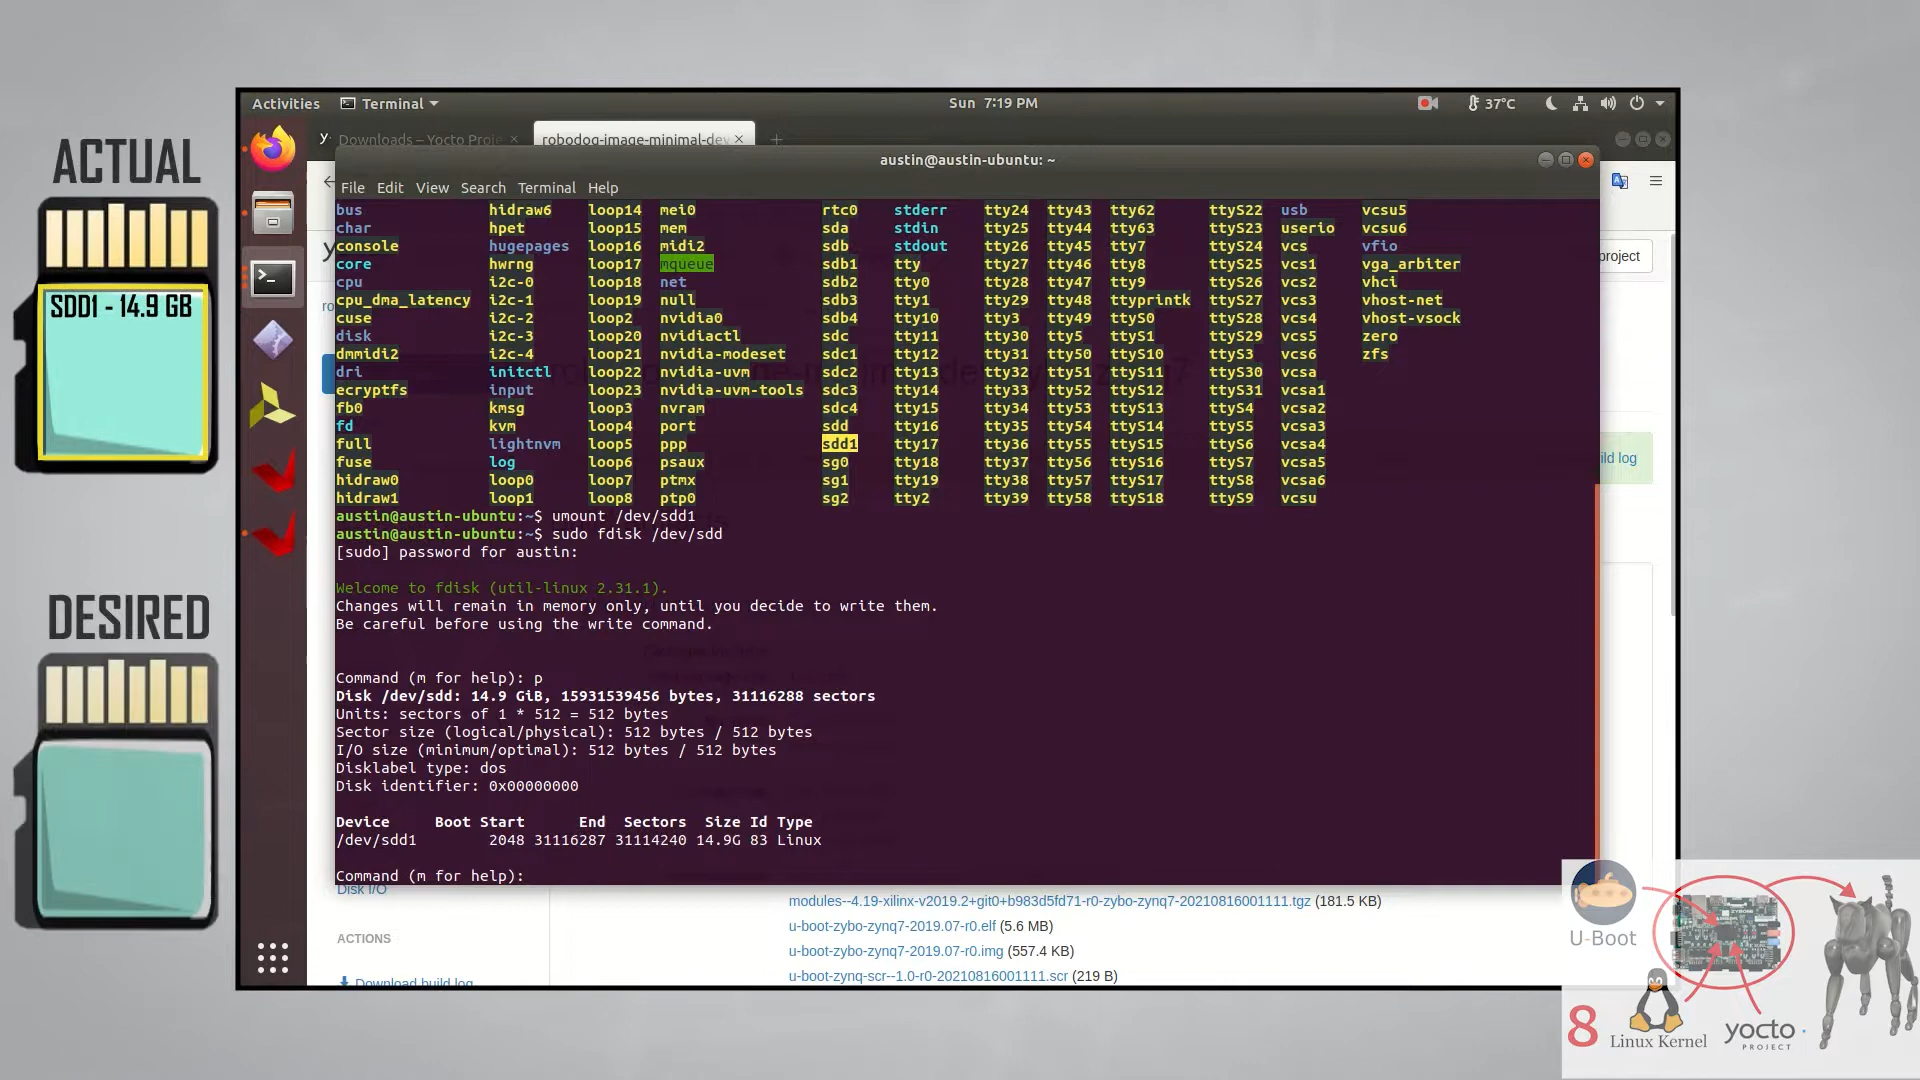 ACTUAL
SDD1 - 14.9 GB
DESIRED
Activities Terminal Sun 7:19 PM 37°C
Downloads – Yocto Proje × robodog-image-minimal-dev × +
austin@austin-ubuntu: ~
File Edit View Search Terminal Help
bus hidraw6 loop14 mei0 rtc0 stderr tty24 tty43 tty62 ttyS22 usb vcsu5
char hpet loop15 mem sda stdin tty25 tty44 tty63 ttyS23 userio vcsu6
console hugepages loop16 midi2 sdb stdout tty26 tty45 tty7 ttyS24 vcs vfio
core hwrng loop17 mqueue sdb1 tty tty27 tty46 tty8 ttyS25 vcs1 vga_arbiter
cpu i2c-0 loop18 net sdb2 tty0 tty28 tty47 tty9 ttyS26 vcs2 vhci
cpu_dma_latency i2c-1 loop19 null sdb3 tty1 tty29 tty48 ttyprintk ttyS27 vcs3 vhost-net
cuse i2c-2 loop2 nvidia0 sdb4 tty10 tty3 tty49 ttyS0 ttyS28 vcs4 vhost-vsock
disk i2c-3 loop20 nvidiactl sdc tty11 tty30 tty5 ttyS1 ttyS29 vcs5 zero
dmmidi2 i2c-4 loop21 nvidia-modeset sdc1 tty12 tty31 tty50 ttyS10 ttyS3 vcs6 zfs
dri initctl loop22 nvidia-uvm sdc2 tty13 tty32 tty51 ttyS11 ttyS30 vcsa
ecryptfs input loop23 nvidia-uvm-tools sdc3 tty14 tty33 tty52 ttyS12 ttyS31 vcsa1
fb0 kmsg loop3 nvram sdc4 tty15 tty34 tty53 ttyS13 ttyS4 vcsa2
fd kvm loop4 port sdd tty16 tty35 tty54 ttyS14 ttyS5 vcsa3
full lightnvm loop5 ppp sdd1 tty17 tty36 tty55 ttyS15 ttyS6 vcsa4
fuse log loop6 psaux sg0 tty18 tty37 tty56 ttyS16 ttyS7 vcsa5
hidraw0 loop0 loop7 ptmx sg1 tty19 tty38 tty57 ttyS17 ttyS8 vcsa6
hidraw1 loop1 loop8 ptp0 sg2 tty2 tty39 tty58 ttyS18 ttyS9 vcsu
austin@austin-ubuntu:~$ umount /dev/sdd1
austin@austin-ubuntu:~$ sudo fdisk /dev/sdd
[sudo] password for austin:
Welcome to fdisk (util-linux 2.31.1).
Changes will remain in memory only, until you decide to write them.
Be careful before using the write command.
Command (m for help): p
Disk /dev/sdd: 14.9 GiB, 15931539456 bytes, 31116288 sectors
Units: sectors of 1 * 512 = 512 bytes
Sector size (logical/physical): 512 bytes / 512 bytes
I/O size (minimum/optimal): 512 bytes / 512 bytes
Disklabel type: dos
Disk identifier: 0x00000000
Device Boot Start End Sectors Size Id Type
/dev/sdd1 2048 31116287 31114240 14.9G 83 Linux
Command (m for help):
project
ild log
Disk I/O
ACTIONS
Download build log
modules--4.19-xilinx-v2019.2+git0+b983d5fd71-r0-zybo-zynq7-20210816001111.tgz (181.5 KB)
u-boot-zybo-zynq7-2019.07-r0.elf (5.6 MB)
u-boot-zybo-zynq7-2019.07-r0.img (557.4 KB)
u-boot-zynq-scr--1.0-r0-20210816001111.scr (219 B)
U-Boot
8
Linux Kernel
yocto
PROJECT